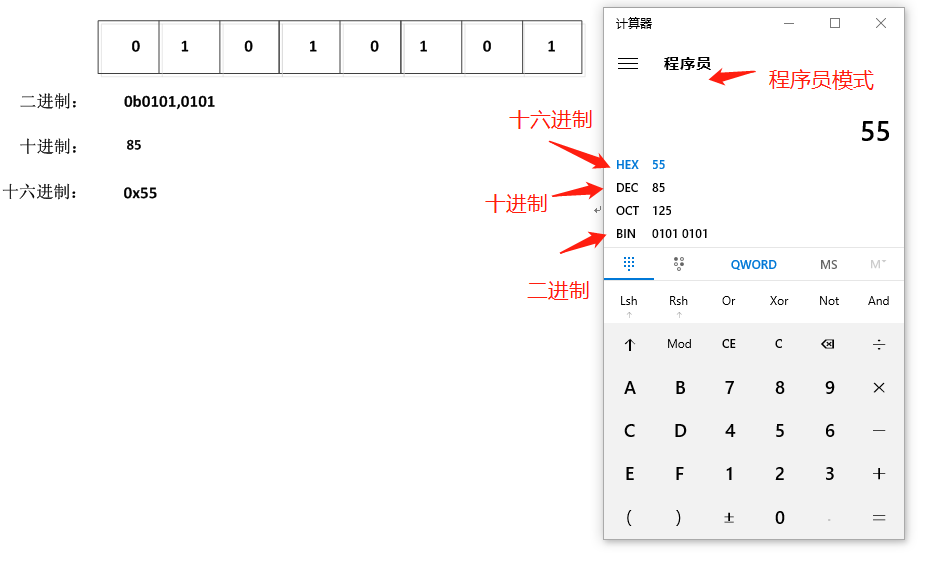 0 1 0 1 0 1 0 1
二进制： 0b0101,0101
十进制： 85
十六进制： 0x55
计算器
程序员
程序员模式
55
十六进制
HEX 55
十进制
DEC 85
OCT 125
二进制
BIN 0101 0101
QWORD MS M˅
Lsh Rsh Or Xor Not And
↑ ↑
↑ Mod CE C ⌫ ÷
A B 7 8 9 ×
C D 4 5 6 −
E F 1 2 3 +
( ) ± 0 . =